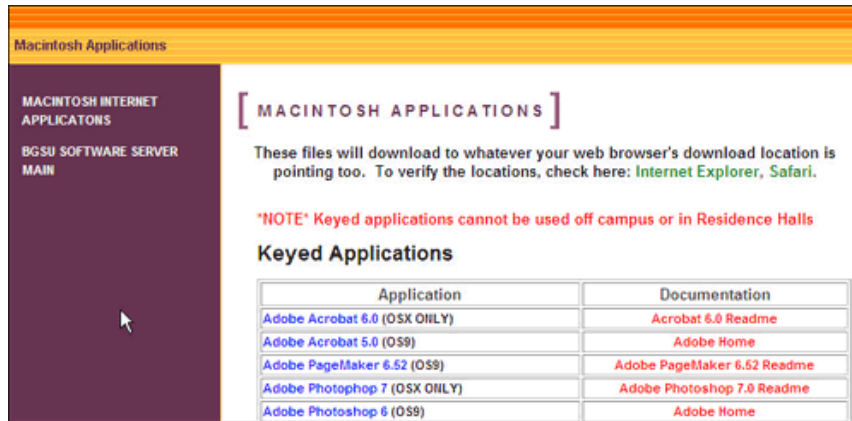 Macintosh Applications
MACINTOSH INTERNET
APPLICATONS
BGSU SOFTWARE SERVER
MAIN
[MACINTOSH APPLICATIONS]
These files will download to whatever your web browser's download location is
pointing too. To verify the locations, check here: Internet Explorer, Safari.
*NOTE* Keyed applications cannot be used off campus or in Residence Halls
Keyed Applications
Application Documentation
Adobe Acrobat 6.0 (OSX ONLY) Acrobat 6.0 Readme
Adobe Acrobat 5.0 (OS9) Adobe Home
Adobe PageMaker 6.52 (OS9) Adobe PageMaker 6.52 Readme
Adobe Photophop 7 (OSX ONLY) Adobe Photoshop 7.0 Readme
Adobe Photoshop 6 (OS9) Adobe Home